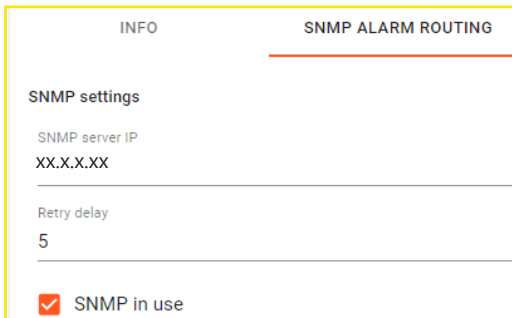 INFO SNMP ALARM ROUTING
SNMP settings
SNMP server IP
XX.X.X.XX
Retry delay
5
SNMP in use